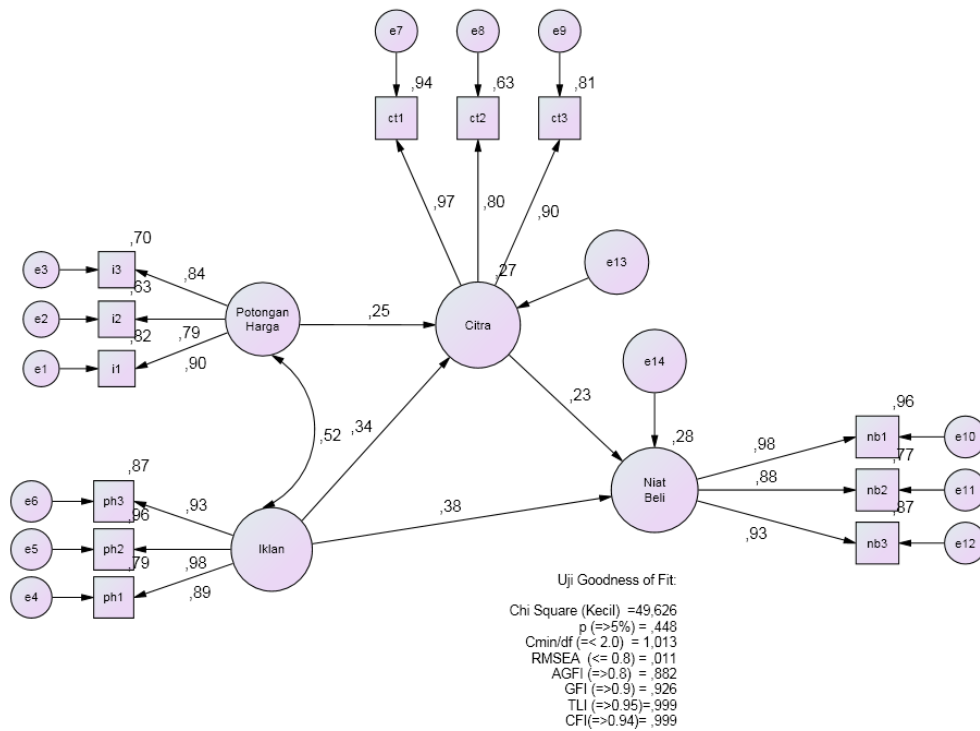 e7
e8
e9
,94
,63
,81
ct1
ct2
ct3
,97
,80
,90
,70
e3
i3
,84
,63
e2
i2
,79
,82
e1
i1
,90
Potongan
Harga
,25
,27
Citra
e13
e14
,52
,34
,23
,28
,38
Niat
Beli
,96
,98
nb1
e10
,77
,88
nb2
e11
,87
,93
nb3
e12
,87
e6
ph3
,93
,96
e5
ph2
,98
,79
e4
ph1
,89
Iklan
Uji Goodness of Fit:
Chi Square (Kecil) =49,626
p (=>5%) = ,448
Cmin/df (=< 2.0) = 1,013
RMSEA (<= 0.8) = ,011
AGFI (=>0.8) = ,882
GFI (=>0.9) = ,926
TLI (=>0.95)=,999
CFI(=>0.94)= ,999